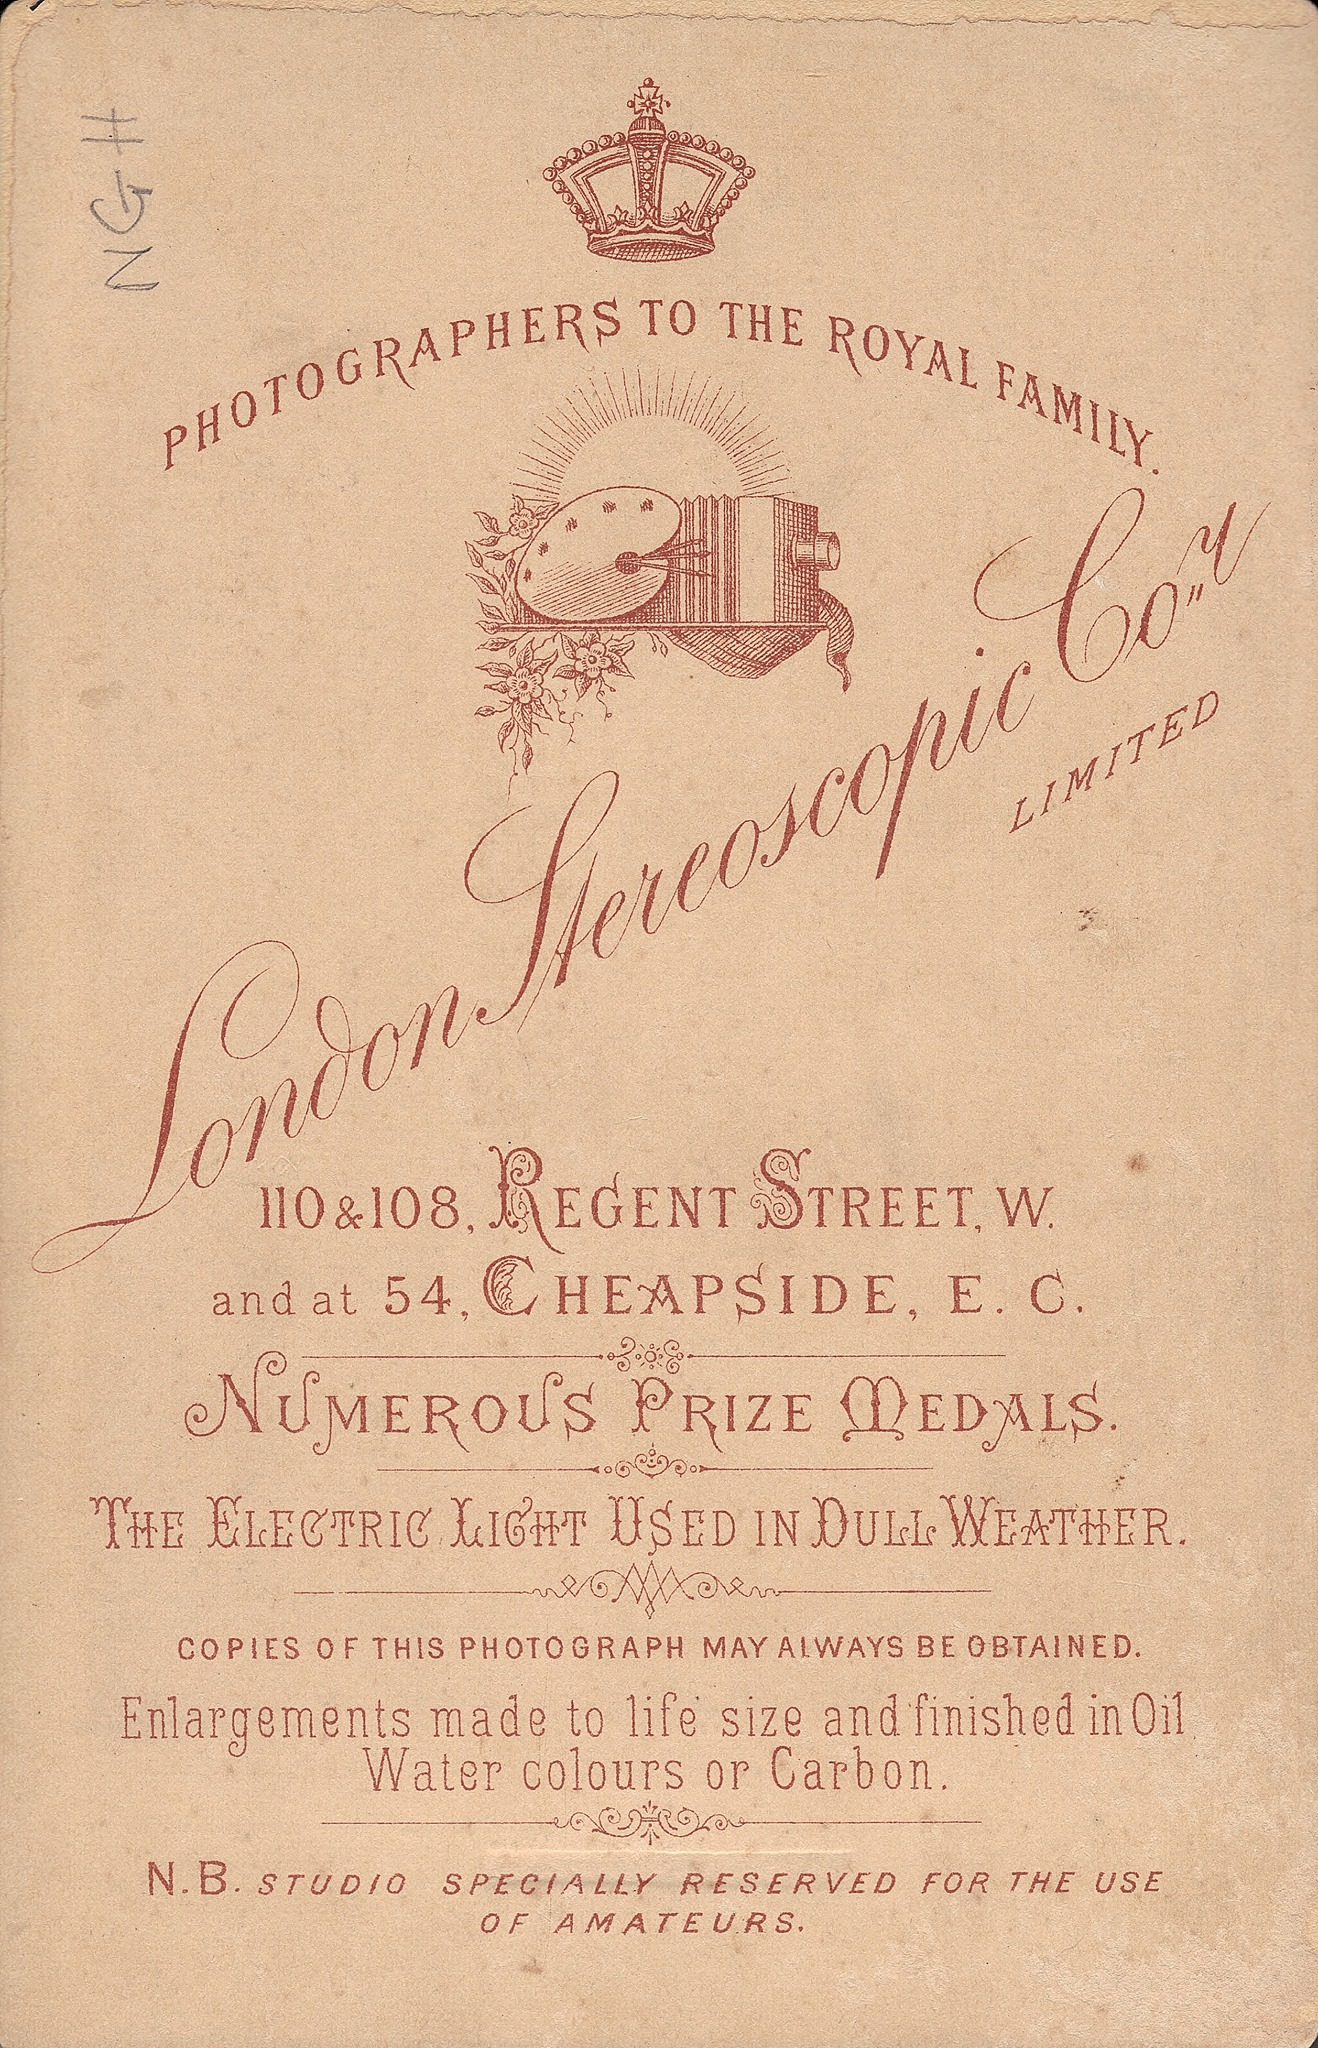 NGH
PHOTOGRAPHERS TO THE ROYAL FAMILY.
London Stereoscopic Co"y
LIMITED
110 & 108, REGENT STREET, W.
and at 54, CHEAPSIDE, E. C.
NUMEROUS PRIZE MEDALS.
THE ELECTRIC LIGHT USED IN DULL WEATHER.
COPIES OF THIS PHOTOGRAPH MAY ALWAYS BE OBTAINED.
Enlargements made to life size and finished in Oil
Water colours or Carbon.
N.B. STUDIO SPECIALLY RESERVED FOR THE USE
OF AMATEURS.